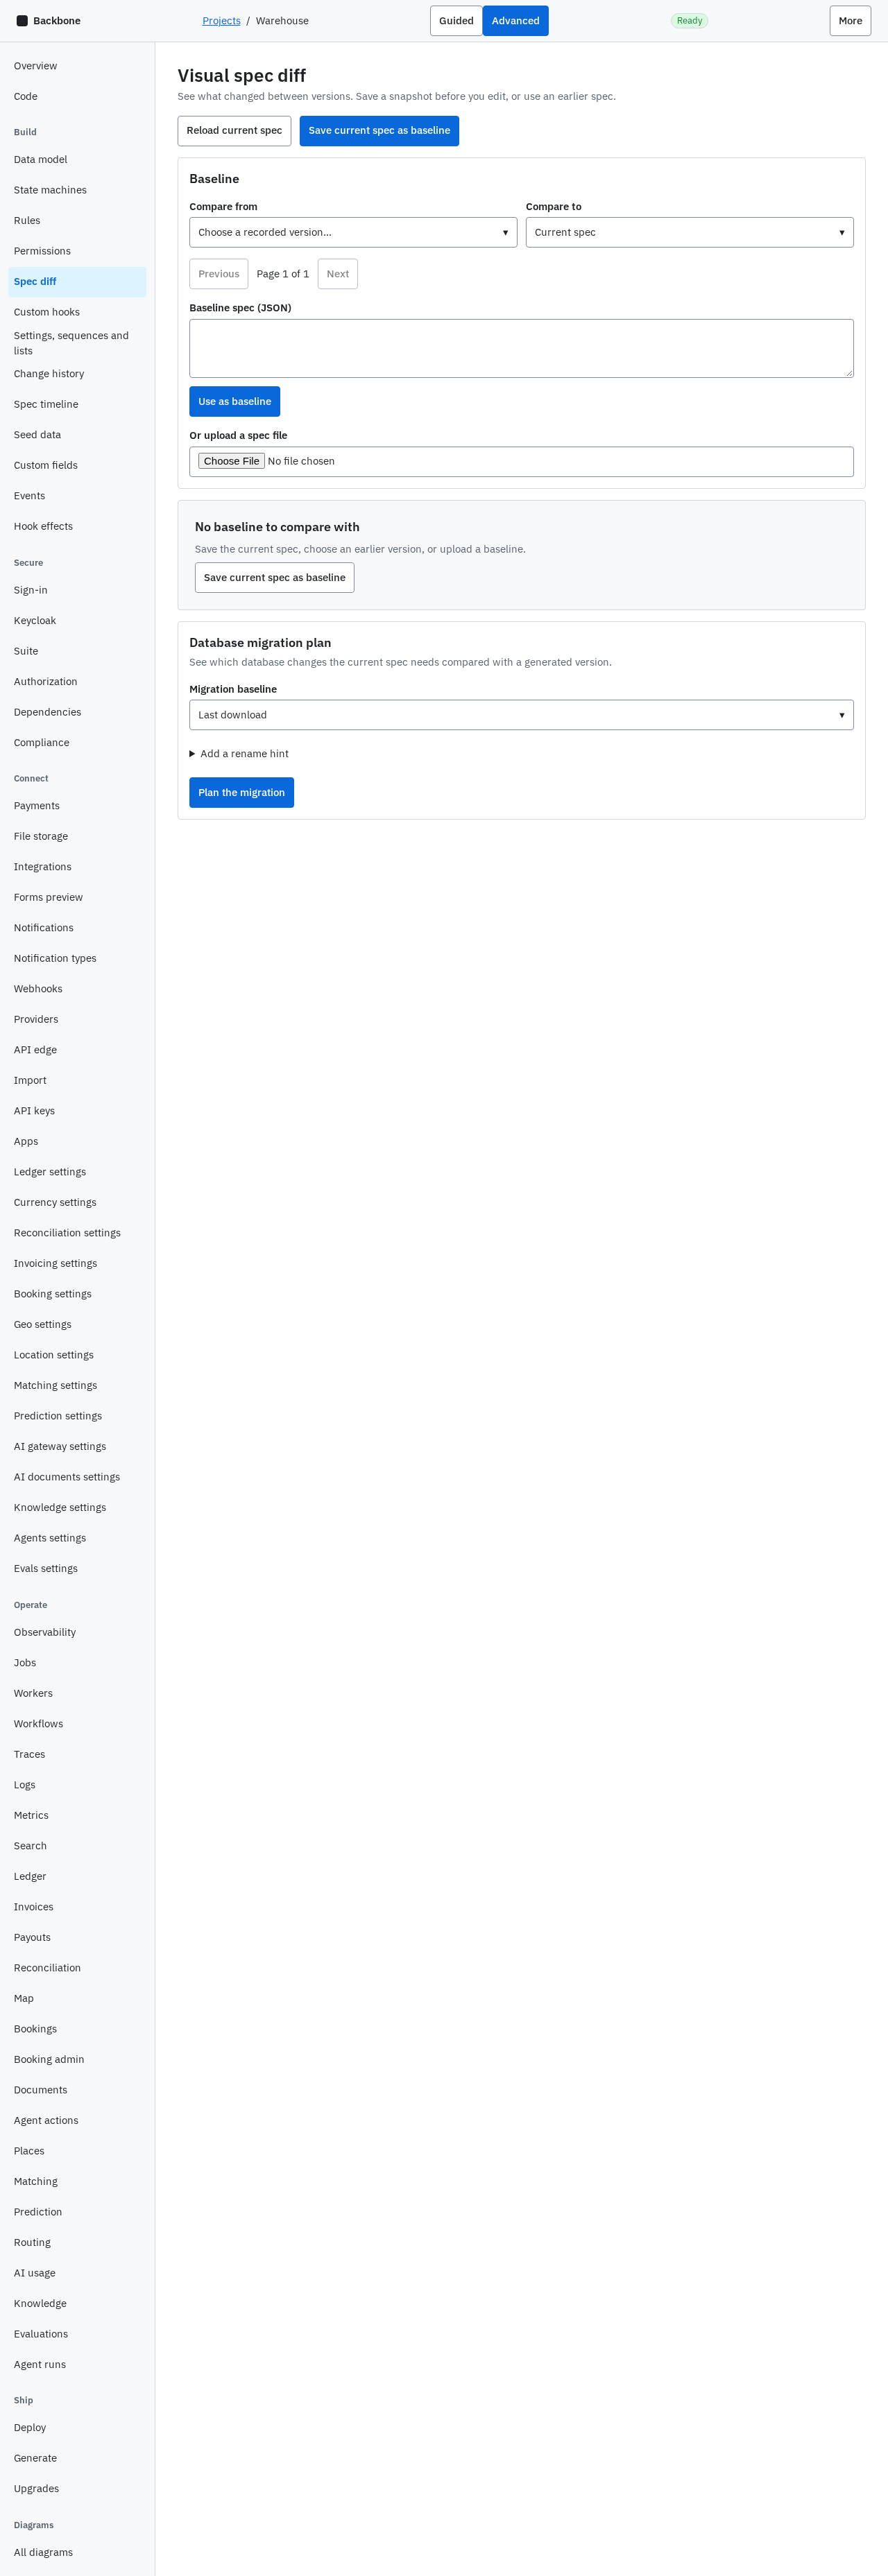 Backbone
Projects / Warehouse
Guided
Advanced
Ready
More
Overview
Code
Build
Data model
State machines
Rules
Permissions
Spec diff
Custom hooks
Settings, sequences and
lists
Change history
Spec timeline
Seed data
Custom fields
Events
Hook effects
Secure
Sign-in
Keycloak
Suite
Authorization
Dependencies
Compliance
Connect
Payments
File storage
Integrations
Forms preview
Notifications
Notification types
Webhooks
Providers
API edge
Import
API keys
Apps
Ledger settings
Currency settings
Reconciliation settings
Invoicing settings
Booking settings
Geo settings
Location settings
Matching settings
Prediction settings
AI gateway settings
AI documents settings
Knowledge settings
Agents settings
Evals settings
Operate
Observability
Jobs
Workers
Workflows
Traces
Logs
Metrics
Search
Ledger
Invoices
Payouts
Reconciliation
Map
Bookings
Booking admin
Documents
Agent actions
Places
Matching
Prediction
Routing
AI usage
Knowledge
Evaluations
Agent runs
Ship
Deploy
Generate
Upgrades
Diagrams
All diagrams
Visual spec diff
See what changed between versions. Save a snapshot before you edit, or use an earlier spec.
Reload current spec
Save current spec as baseline
Baseline
Compare from
Compare to
Choose a recorded version...
Current spec
Previous
Page 1 of 1
Next
Baseline spec (JSON)
Use as baseline
Or upload a spec file
Choose File No file chosen
No baseline to compare with
Save the current spec, choose an earlier version, or upload a baseline.
Save current spec as baseline
Database migration plan
See which database changes the current spec needs compared with a generated version.
Migration baseline
Last download
Add a rename hint
Plan the migration